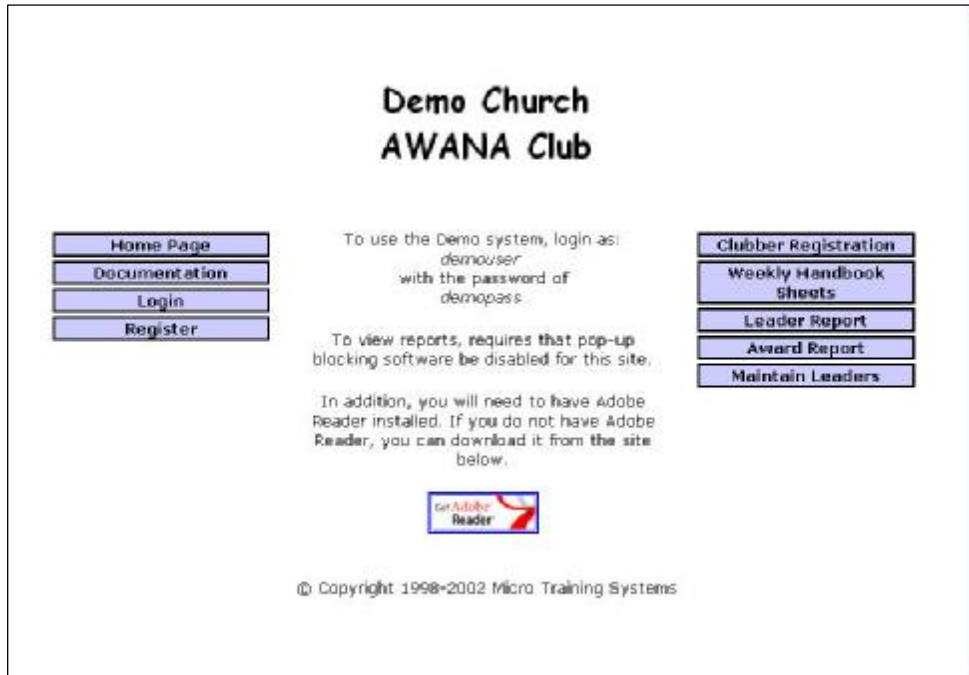 Demo Church
AWANA Club
Home Page
Documentation
Login
Register
To use the Demo system, login as:
demouser
with the password of
demopass
To view reports, requires that pop-up
blocking software be disabled for this site.
In addition, you will need to have Adobe
Reader installed. If you do not have Adobe
Reader, you can download it from the site
below.
Get Adobe
Reader
Clubber Registration
Weekly Handbook
Sheets
Leader Report
Award Report
Maintain Leaders
© Copyright 1998-2002 Micro Training Systems